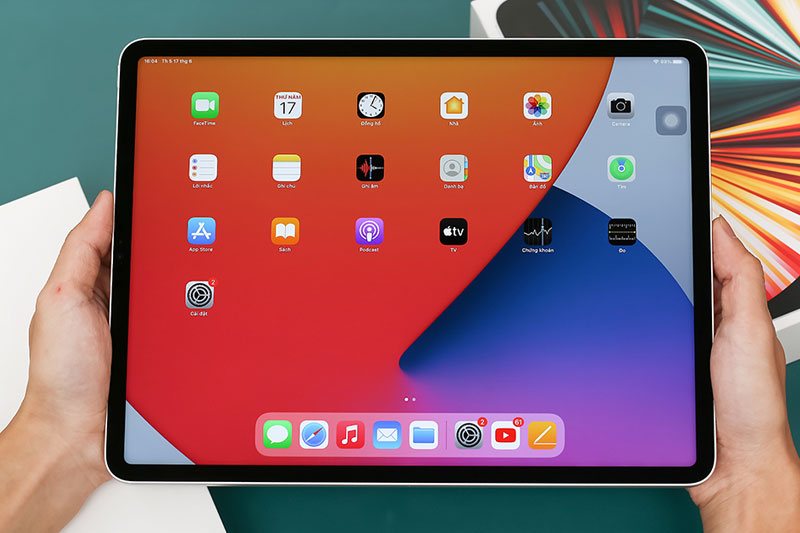 16:04 Th 5 17 thg 6
82%
THỨ NĂM
17
FaceTime
Lịch
Đồng hồ
Nhà
Ảnh
Camera
Lời nhắc
Ghi chú
Ghi âm
Danh bạ
Bản đồ
Tìm
tv
App Store
Sách
Podcast
TV
Chứng khoán
Đo
2
Cài đặt
2
61